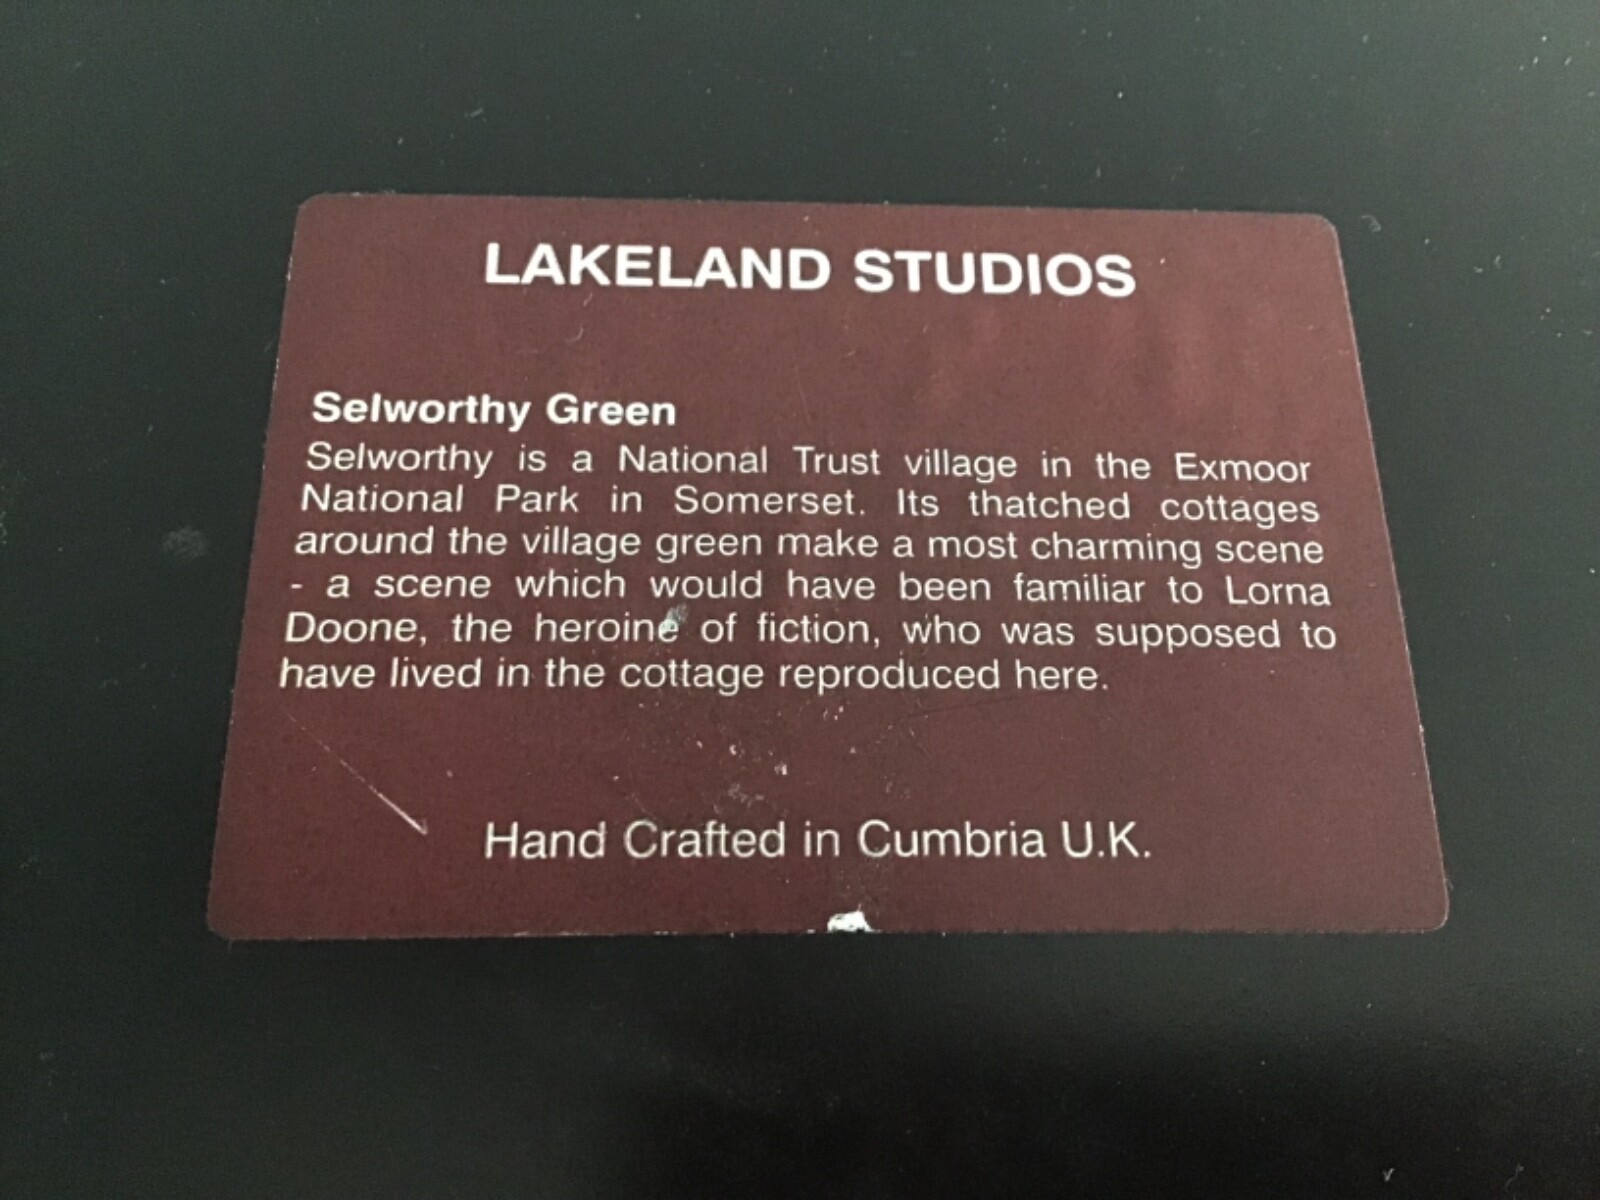 LAKELAND STUDIOS
Selworthy Green
Selworthy is a National Trust village in the Exmoor
National Park in Somerset. Its thatched cottages
around the village green make a most charming scene
- a scene which would have been familiar to Lorna
Doone, the heroine of fiction, who was supposed to
have lived in the cottage reproduced here.
Hand Crafted in Cumbria U.K.